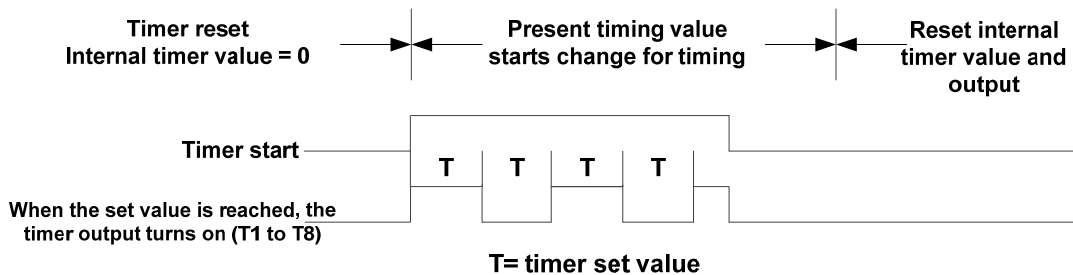 Timer reset
Internal timer value = 0
Present timing value
starts change for timing
Reset internal
timer value and
output
Timer start
T T T T
When the set value is reached, the
timer output turns on (T1 to T8)
T= timer set value